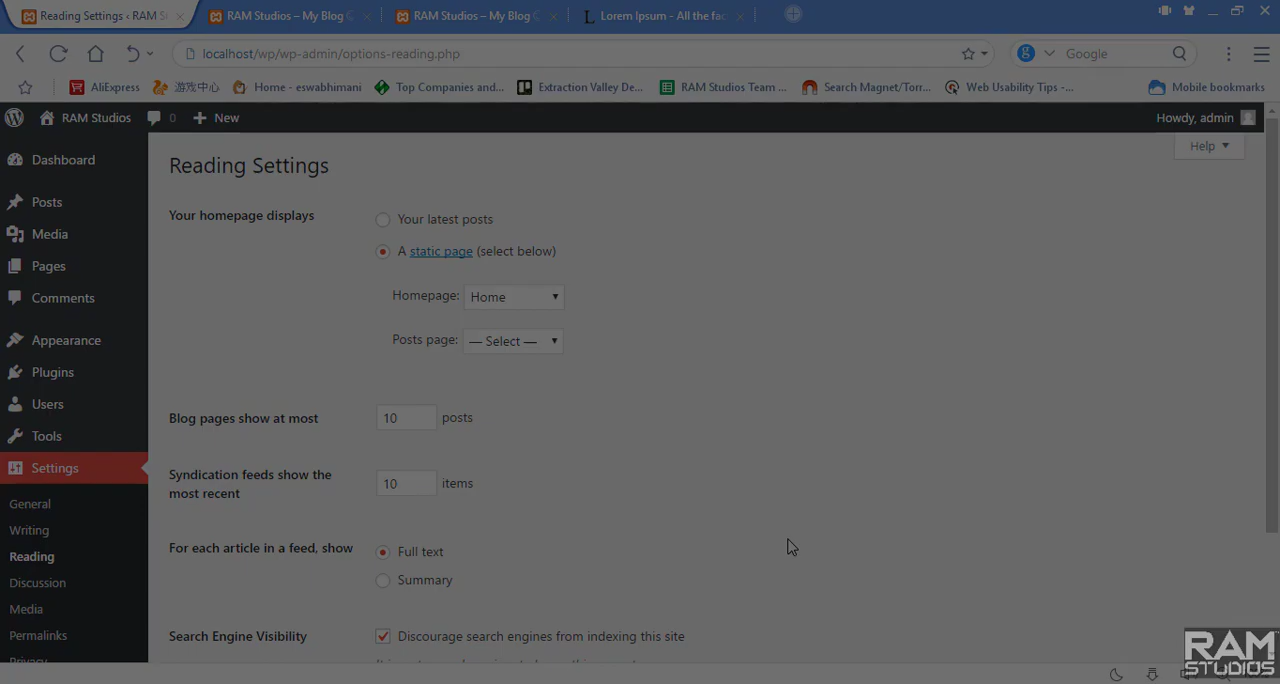 Reading Settings ‹ RAM S
RAM Studios – My Blog
RAM Studios – My Blog
Lorem Ipsum - All the fac
localhost/wp/wp-admin/options-reading.php
g
Google
AliExpress
游戏中心
Home - eswabhimani
Top Companies and...
Extraction Valley De...
RAM Studios Team ...
Search Magnet/Torr...
Web Usability Tips -...
Mobile bookmarks
RAM Studios
0
New
Howdy, admin
Help
Dashboard
Posts
Media
Pages
Comments
Appearance
Plugins
Users
Tools
Settings
General
Writing
Reading
Discussion
Media
Permalinks
Privacy
Reading Settings
Your homepage displays
Your latest posts
A static page (select below)
Homepage: Home
Posts page: — Select —
Blog pages show at most
10 posts
Syndication feeds show the
most recent
10 items
For each article in a feed, show
Full text
Summary
Search Engine Visibility
Discourage search engines from indexing this site
RAM
STUDIOS